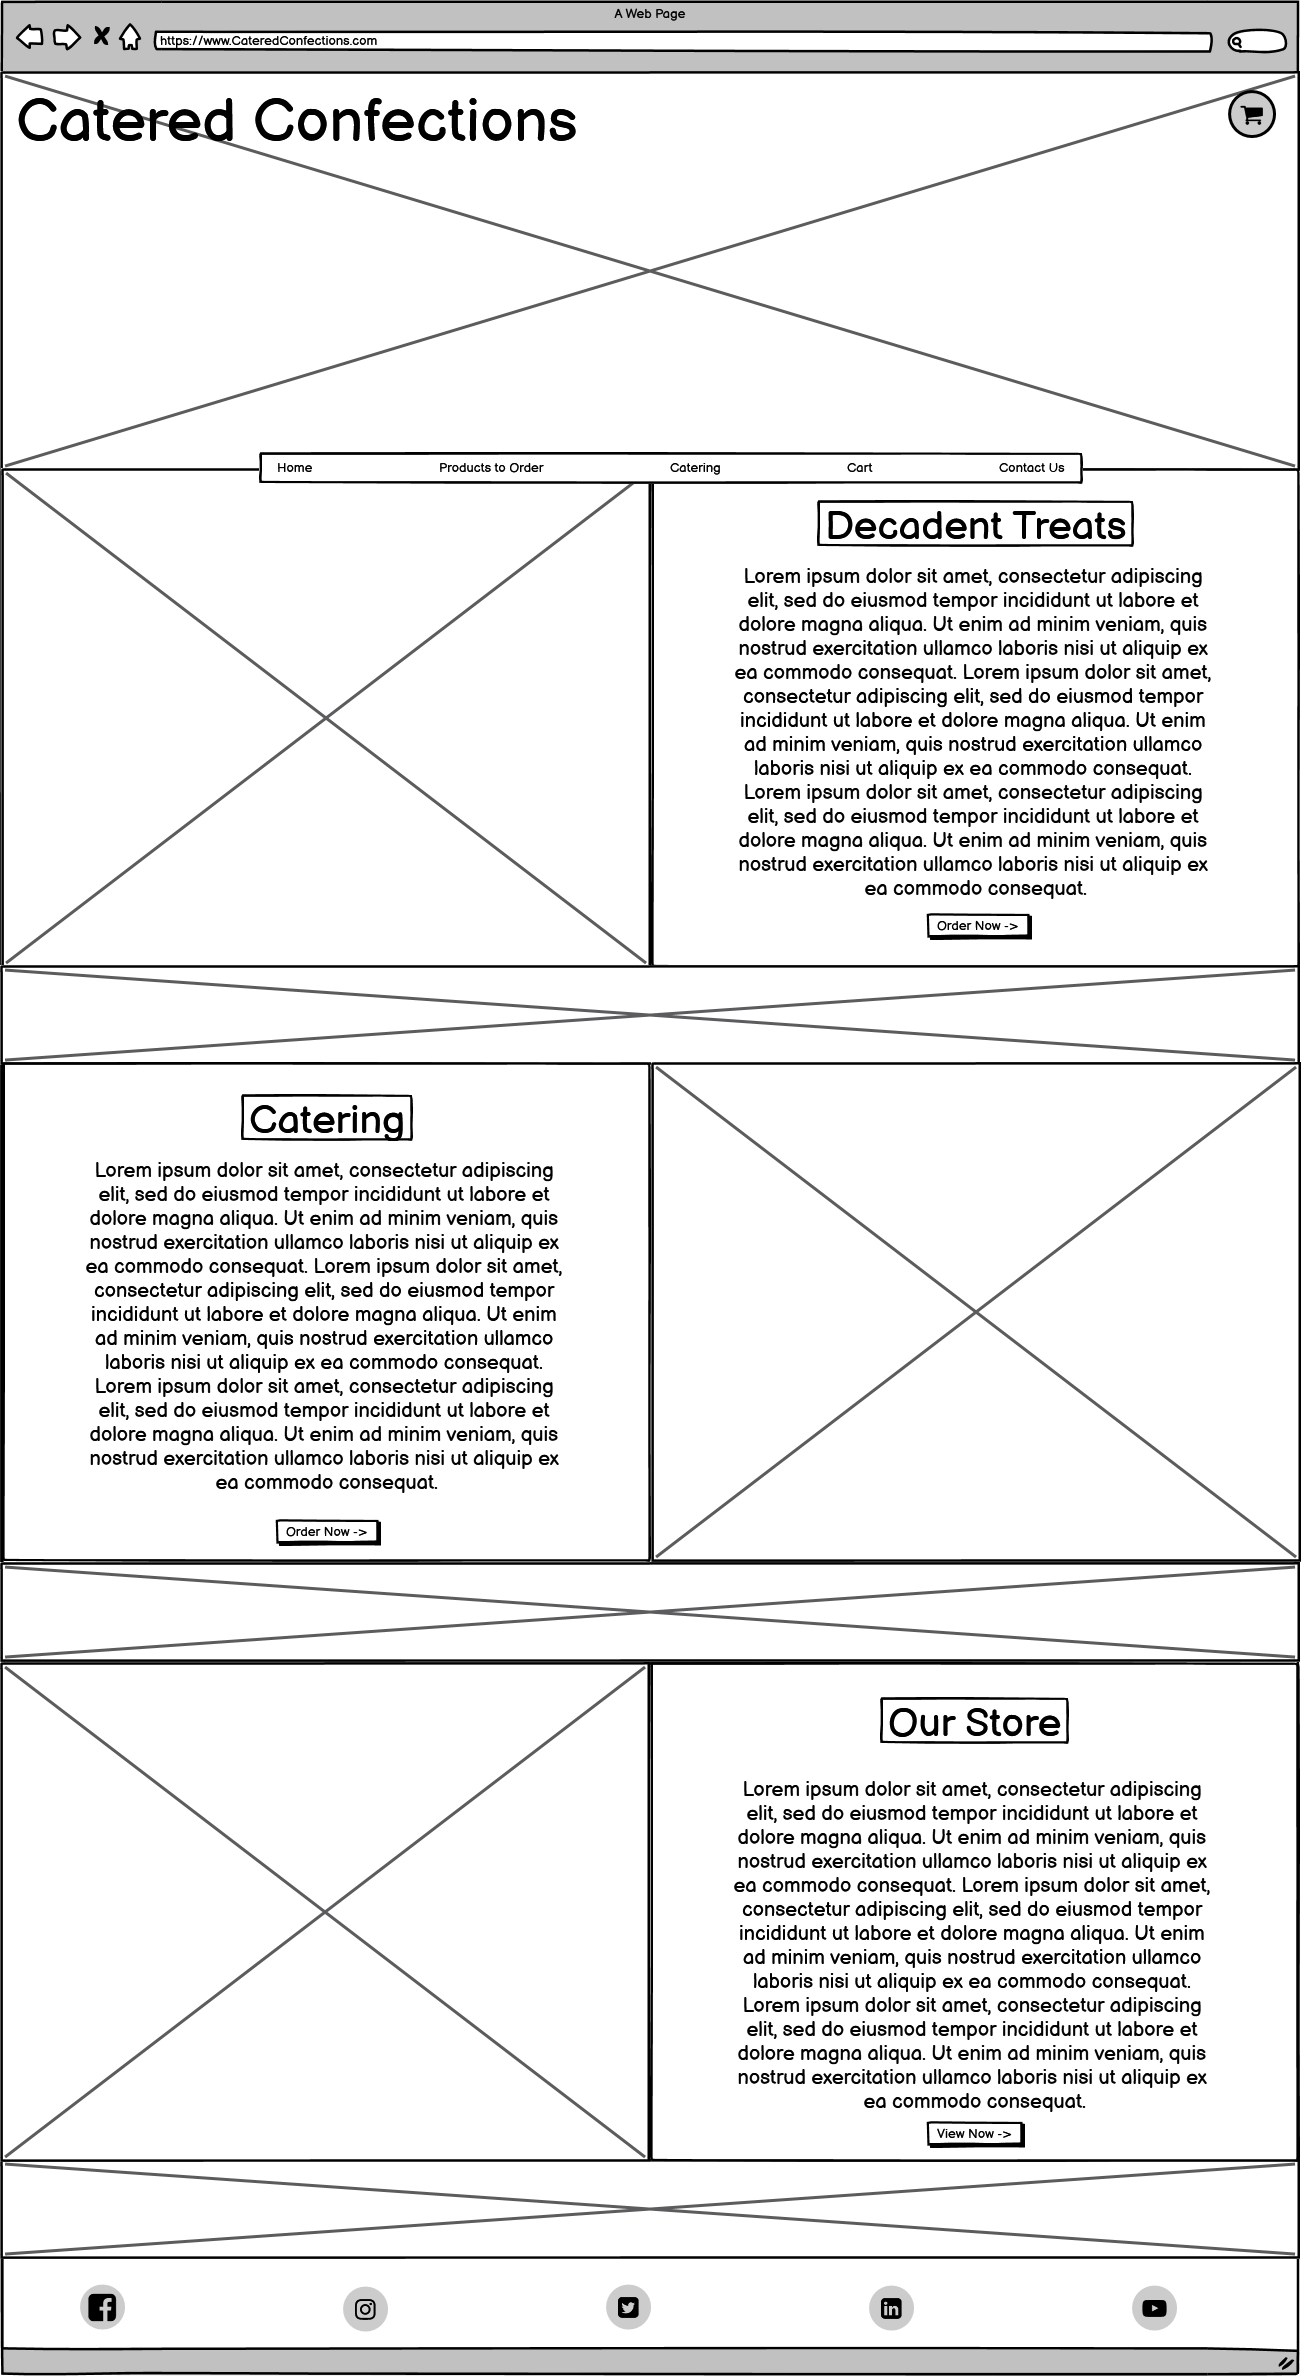 A Web Page
https://www.CateredConfections.com
Catered Confections
Home Products to Order Catering Cart Contact Us
Decadent Treats
Lorem ipsum dolor sit amet, consectetur adipiscing
elit, sed do eiusmod tempor incididunt ut labore et
dolore magna aliqua. Ut enim ad minim veniam, quis
nostrud exercitation ullamco laboris nisi ut aliquip ex
ea commodo consequat. Lorem ipsum dolor sit amet,
consectetur adipiscing elit, sed do eiusmod tempor
incididunt ut labore et dolore magna aliqua. Ut enim
ad minim veniam, quis nostrud exercitation ullamco
laboris nisi ut aliquip ex ea commodo consequat.
Lorem ipsum dolor sit amet, consectetur adipiscing
elit, sed do eiusmod tempor incididunt ut labore et
dolore magna aliqua. Ut enim ad minim veniam, quis
nostrud exercitation ullamco laboris nisi ut aliquip ex
ea commodo consequat.
Order Now ->
Catering
Lorem ipsum dolor sit amet, consectetur adipiscing
elit, sed do eiusmod tempor incididunt ut labore et
dolore magna aliqua. Ut enim ad minim veniam, quis
nostrud exercitation ullamco laboris nisi ut aliquip ex
ea commodo consequat. Lorem ipsum dolor sit amet,
consectetur adipiscing elit, sed do eiusmod tempor
incididunt ut labore et dolore magna aliqua. Ut enim
ad minim veniam, quis nostrud exercitation ullamco
laboris nisi ut aliquip ex ea commodo consequat.
Lorem ipsum dolor sit amet, consectetur adipiscing
elit, sed do eiusmod tempor incididunt ut labore et
dolore magna aliqua. Ut enim ad minim veniam, quis
nostrud exercitation ullamco laboris nisi ut aliquip ex
ea commodo consequat.
Order Now ->
Our Store
Lorem ipsum dolor sit amet, consectetur adipiscing
elit, sed do eiusmod tempor incididunt ut labore et
dolore magna aliqua. Ut enim ad minim veniam, quis
nostrud exercitation ullamco laboris nisi ut aliquip ex
ea commodo consequat. Lorem ipsum dolor sit amet,
consectetur adipiscing elit, sed do eiusmod tempor
incididunt ut labore et dolore magna aliqua. Ut enim
ad minim veniam, quis nostrud exercitation ullamco
laboris nisi ut aliquip ex ea commodo consequat.
Lorem ipsum dolor sit amet, consectetur adipiscing
elit, sed do eiusmod tempor incididunt ut labore et
dolore magna aliqua. Ut enim ad minim veniam, quis
nostrud exercitation ullamco laboris nisi ut aliquip ex
ea commodo consequat.
View Now ->